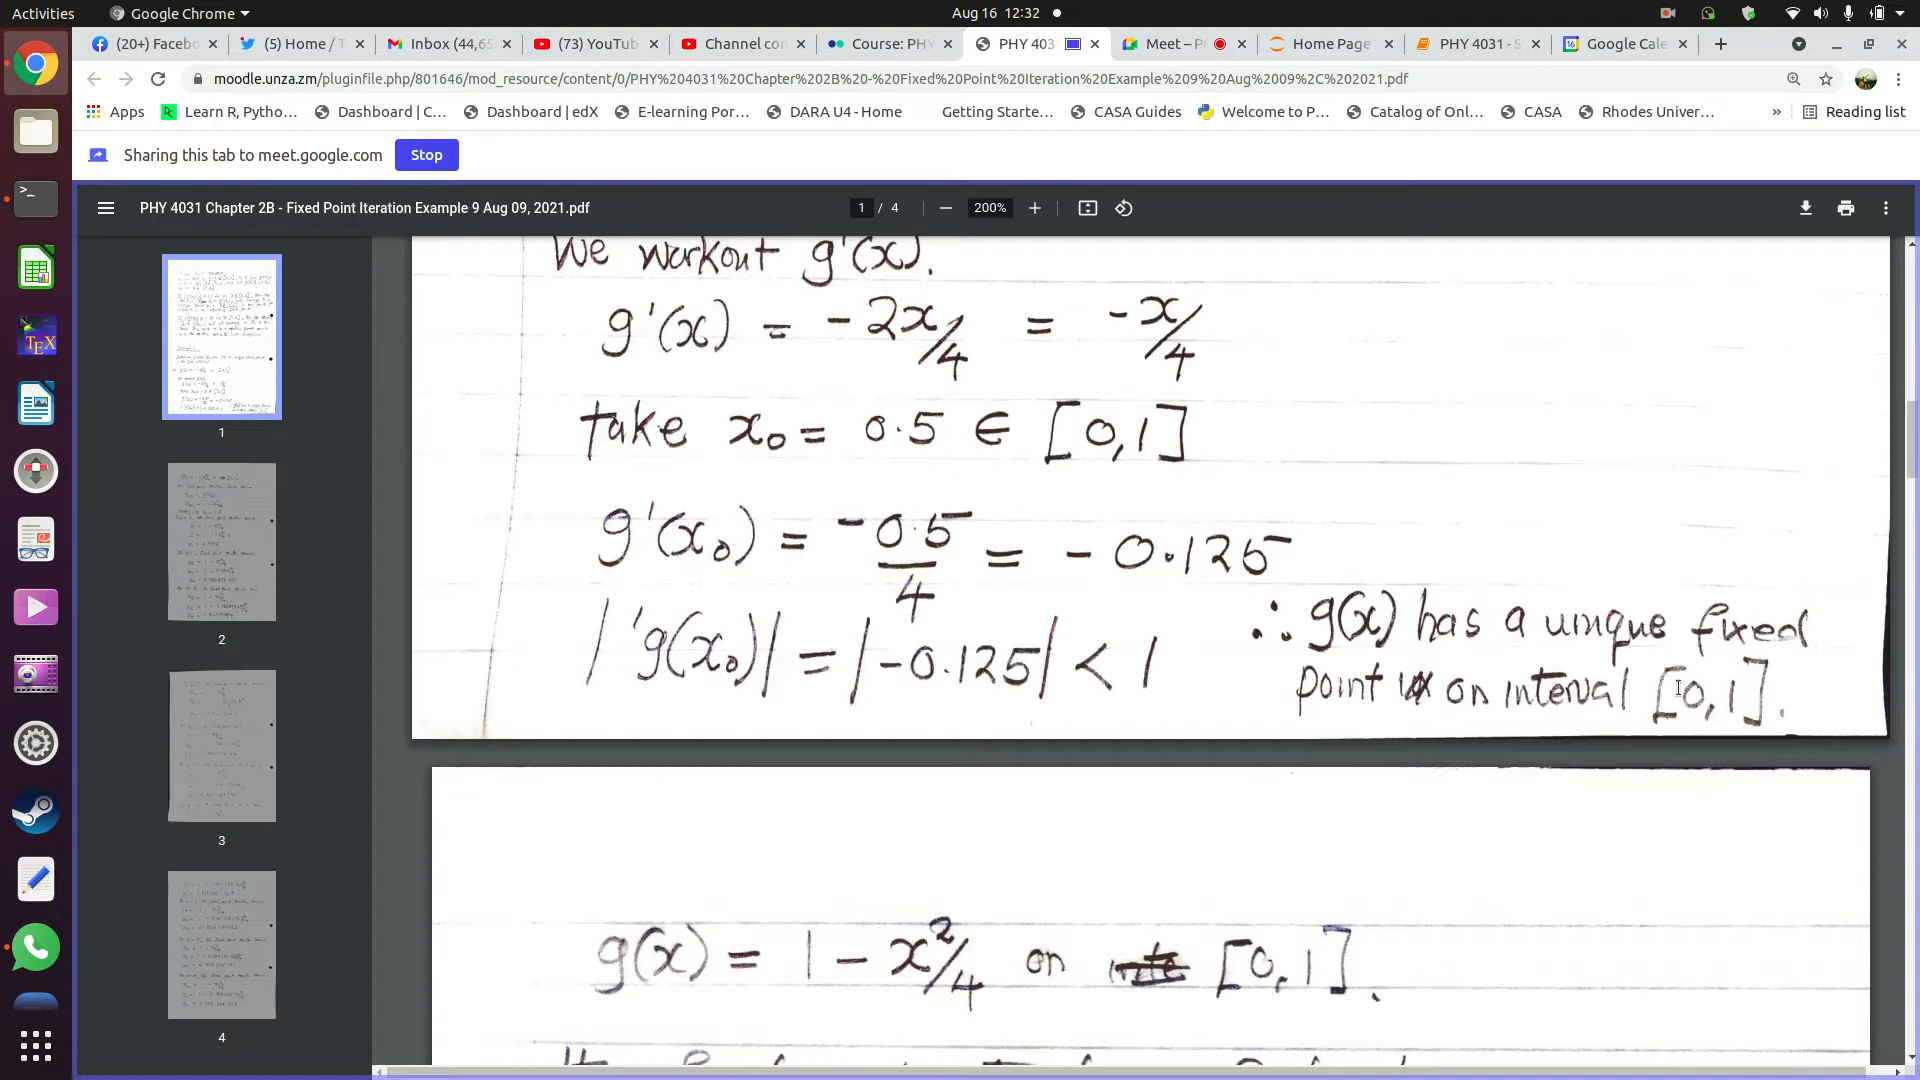 Activities
Google Chrome
Aug 16 12:32
(20+) Facebo
(5) Home / T
Inbox (44,65
(73) YouTub
Channel con
Course: PHY
PHY 4031
Meet – P
Home Page
PHY 4031 - S
Google Cale
moodle.unza.zm/pluginfile.php/801646/mod_resource/content/0/PHY%204031%20Chapter%202B%20-%20Fixed%20Point%20Iteration%20Example%209%20Aug%2009%2C%202021.pdf
Apps
Learn R, Pytho...
Dashboard | C...
Dashboard | edX
E-learning Por...
DARA U4 - Home
Getting Starte...
CASA Guides
Welcome to P...
Catalog of Onl...
CASA
Rhodes Univer...
»
Reading list
Sharing this tab to meet.google.com
Stop
PHY 4031 Chapter 2B - Fixed Point Iteration Example 9 Aug 09, 2021.pdf
1 / 4
200%
1
2
3
4
We workout g'(x).
g'(x) = -2x/4 = -x/4
take x₀ = 0.5 ∈ [0,1]
g'(x₀) = -0.5/4 = -0.125
|'g(x₀)| = |-0.125| < 1
∴ g(x) has a unique fixed
point on interval [0,1].
g(x) = 1 - x²/4 on [0,1].